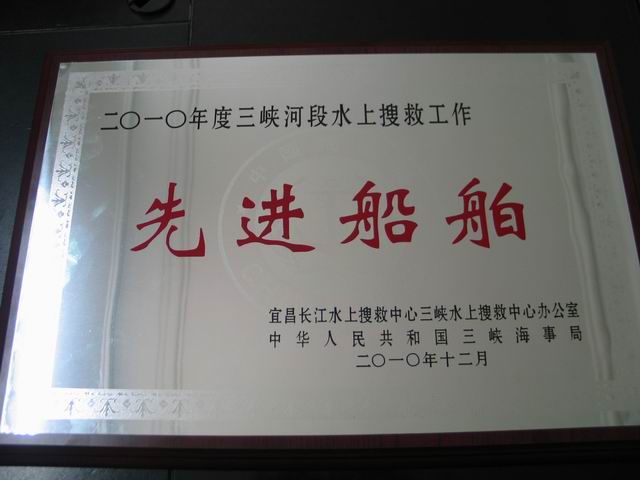 二〇一〇年度三峡河段水上搜救工作
先进船舶
宜昌长江水上搜救中心三峡水上搜救中心办公室
中华人民共和国三峡海事局
二〇一〇年十二月